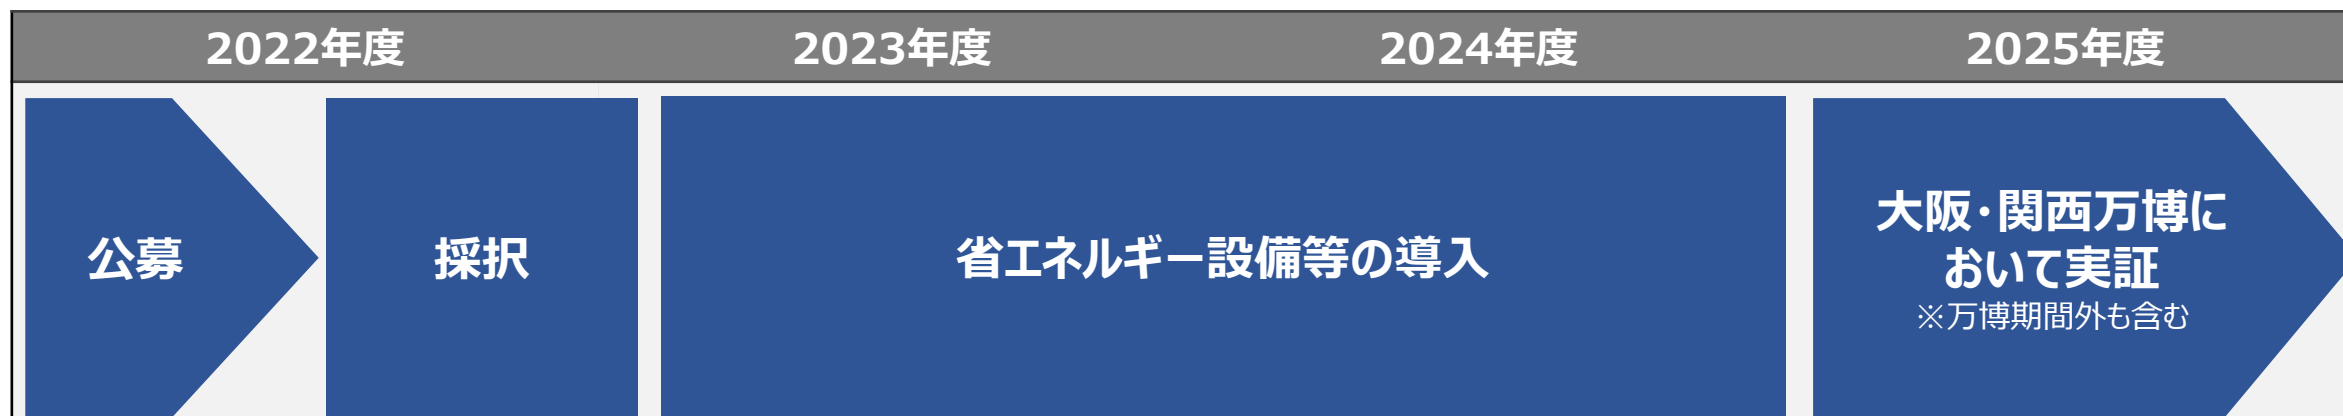 2022年度 2023年度 2024年度 2025年度
公募
採択
省エネルギー設備等の導入
大阪・関西万博に
おいて実証
※万博期間外も含む